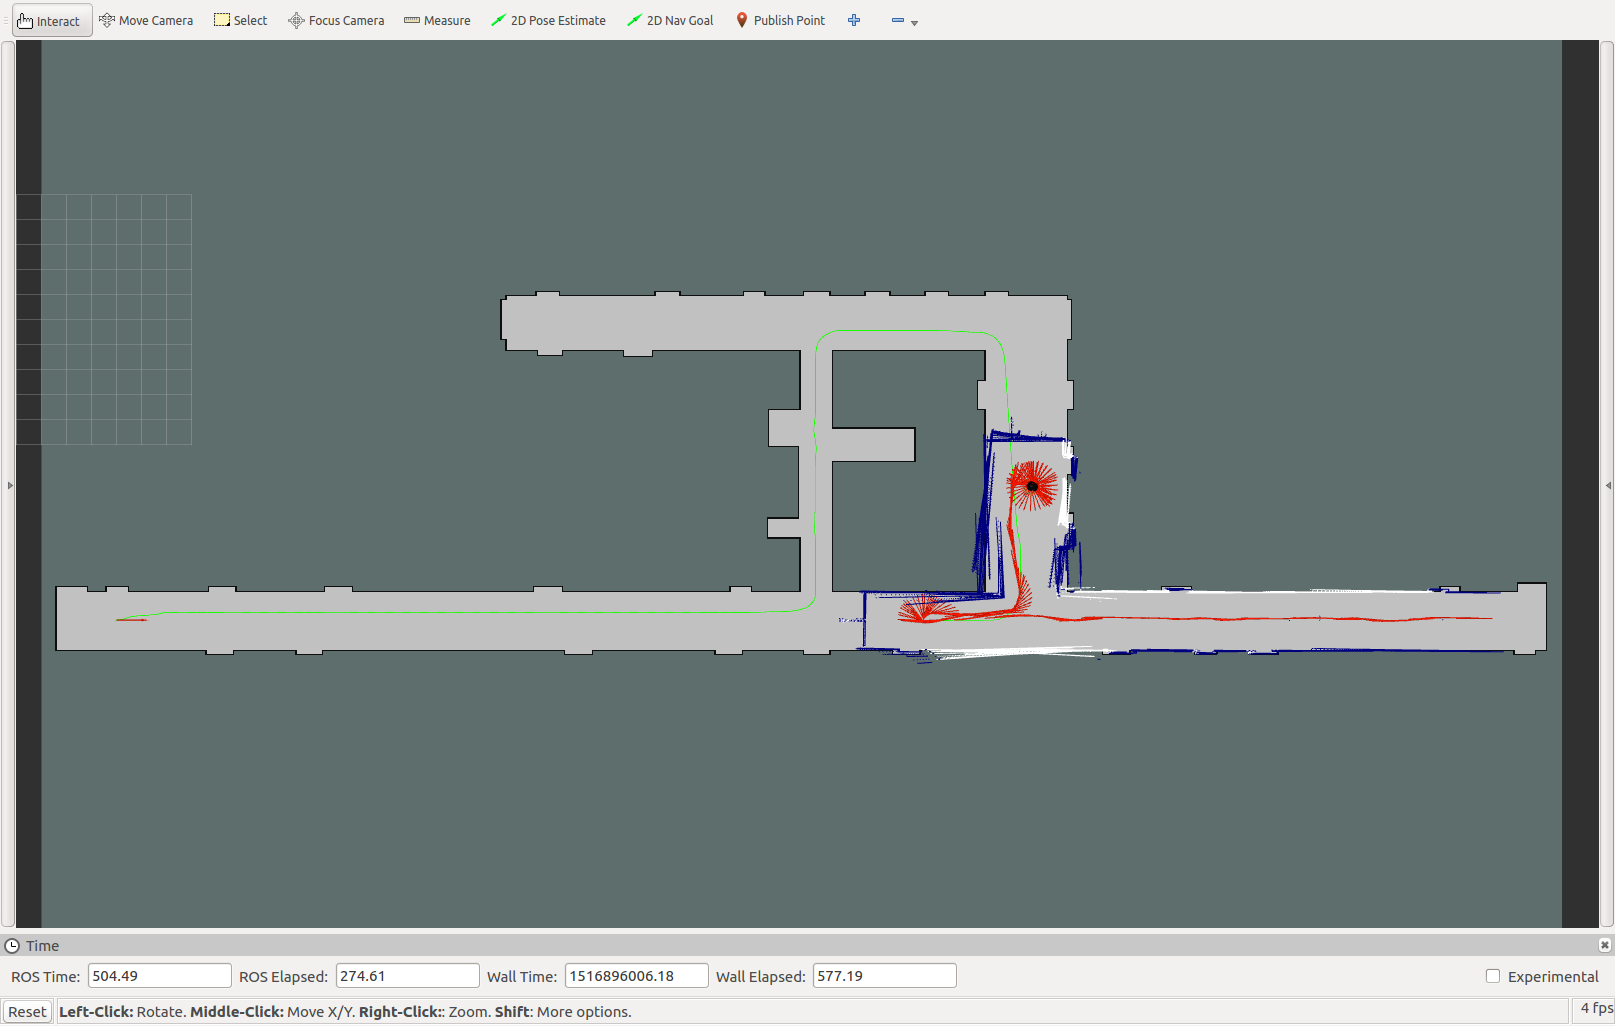 Interact Move Camera Select Focus Camera Measure 2D Pose Estimate 2D Nav Goal Publish Point
Time
ROS Time: 504.49 ROS Elapsed: 274.61 Wall Time: 1516896006.18 Wall Elapsed: 577.19 Experimental
Reset Left-Click: Rotate. Middle-Click: Move X/Y. Right-Click:: Zoom. Shift: More options. 4 fps